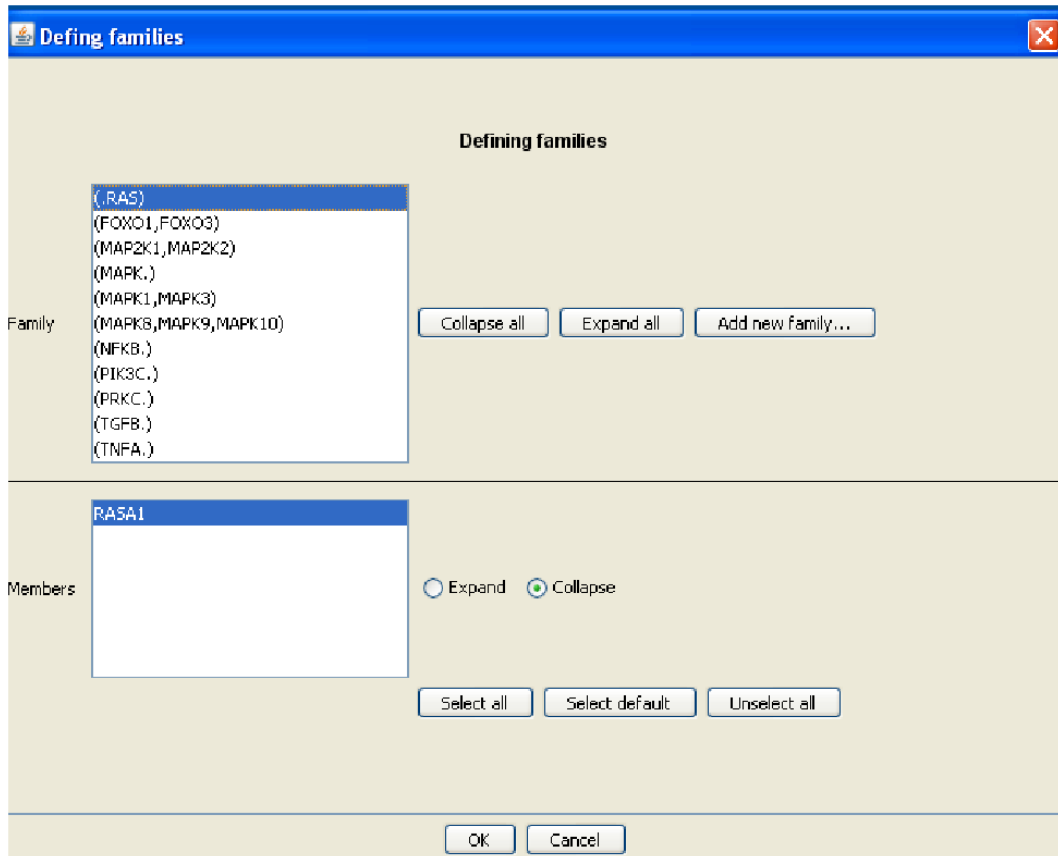 Defing families
Defining families
(.RAS)
(FOXO1,FOXO3)
(MAP2K1,MAP2K2)
(MAPK.)
(MAPK1,MAPK3)
(MAPK8,MAPK9,MAPK10)
(NFKB.)
(PIK3C.)
(PRKC.)
(TGFB.)
(TNFA.)
Family
Collapse all Expand all Add new family...
RASA1
Members
Expand Collapse
Select all Select default Unselect all
OK Cancel